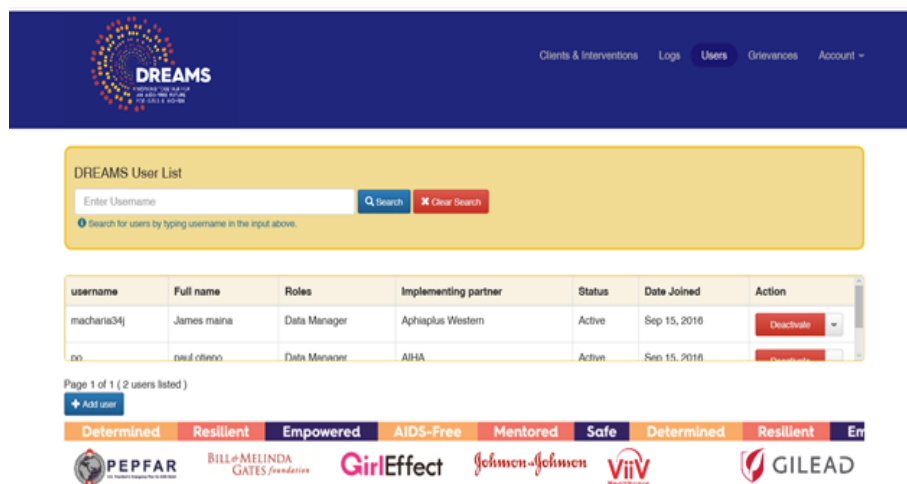 Clients & Interventions Logs Users Grievances Account
DREAMS
DREAMS User List
Enter Username Search Clear Search
Search for users by typing username in the input above.
username Full name Roles Implementing partner Status Date Joined Action
macharia34j James maina Data Manager Aphiaplus Western Active Sep 15, 2016 Deactivate
po paul otieno Data Manager AIHA Active Sep 15, 2016 Deactivate
Page 1 of 1 ( 2 users listed )
Add user
Determined Resilient Empowered AIDS-Free Mentored Safe Determined Resilient Em
PEPFAR BILL & MELINDA GATES foundation GirlEffect Johnson & Johnson ViiV GILEAD